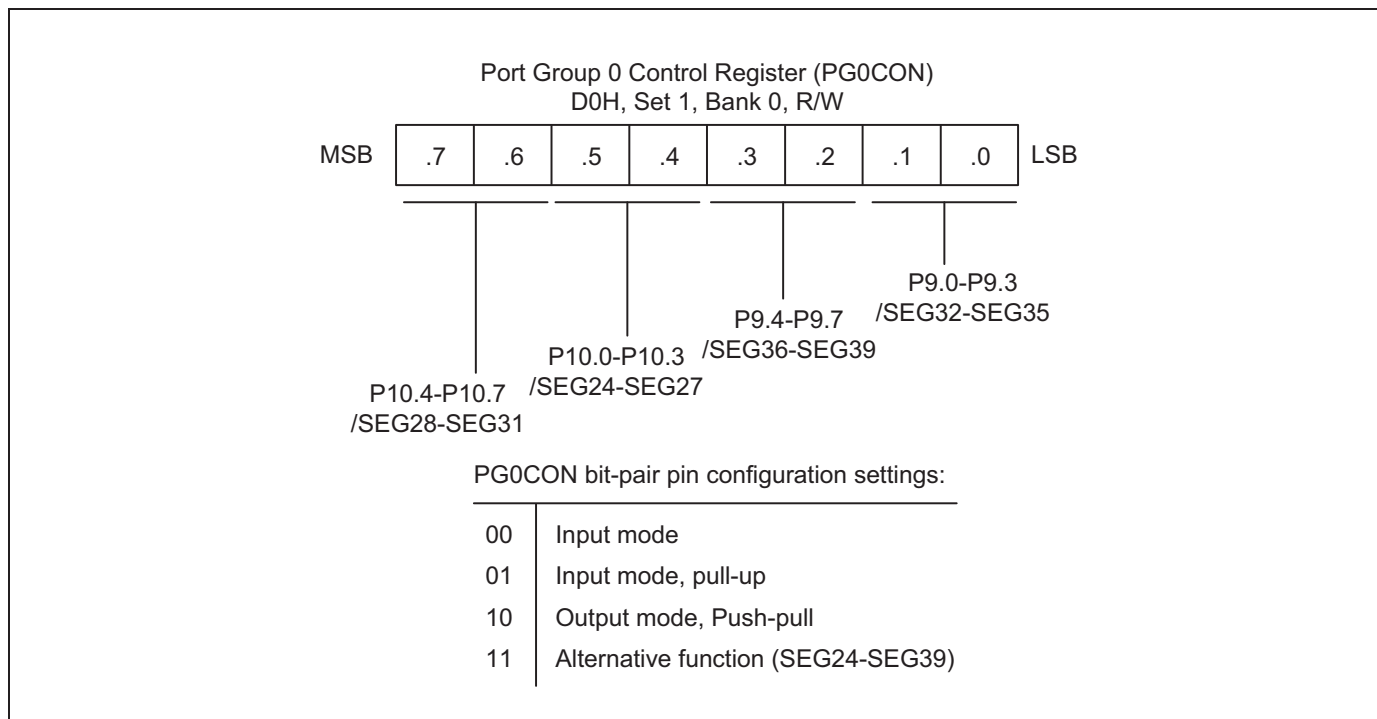 Port Group 0 Control Register (PG0CON)
D0H, Set 1, Bank 0, R/W
MSB .7 .6 .5 .4 .3 .2 .1 .0 LSB
P9.0-P9.3
/SEG32-SEG35
P9.4-P9.7
/SEG36-SEG39
P10.0-P10.3
/SEG24-SEG27
P10.4-P10.7
/SEG28-SEG31
PG0CON bit-pair pin configuration settings:
00 Input mode
01 Input mode, pull-up
10 Output mode, Push-pull
11 Alternative function (SEG24-SEG39)